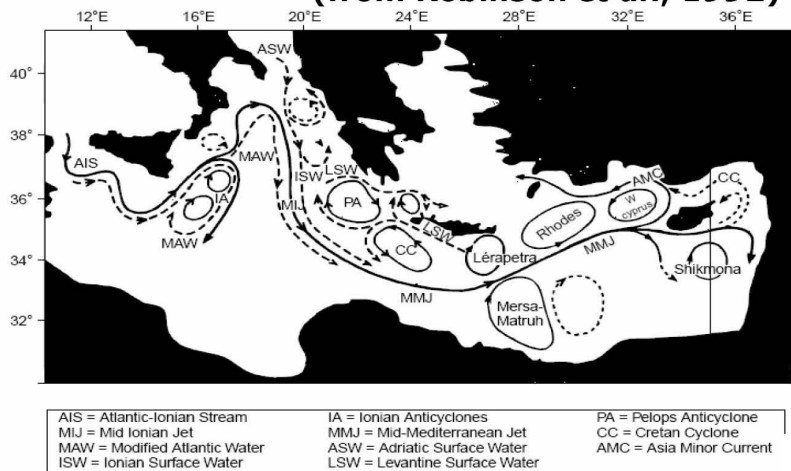 (from Robinson et al., 1992)
12°E 16°E 20°E 24°E 28°E 32°E 36°E
40°
38°
36°
34°
32°
ASW
AIS
MAW
ISW
LSW
IA
MIJ
PA
AMC
CC
W cyprus
MAW
LSW
Rhodes
CC
Lérapetra
MMJ
Shikmona
MMJ
Mersa-
Matruh
AIS = Atlantic-Ionian Stream
MIJ = Mid Ionian Jet
MAW = Modified Atlantic Water
ISW = Ionian Surface Water
IA = Ionian Anticyclones
MMJ = Mid-Mediterranean Jet
ASW = Adriatic Surface Water
LSW = Levantine Surface Water
PA = Pelops Anticyclone
CC = Cretan Cyclone
AMC = Asia Minor Current